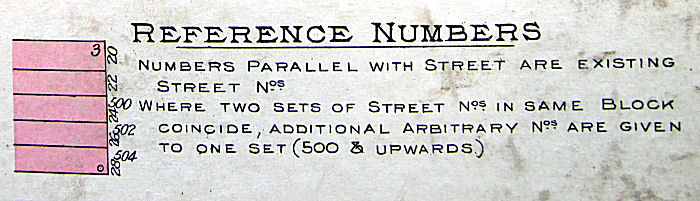 REFERENCE NUMBERS
NUMBERS PARALLEL WITH STREET ARE EXISTING
STREET Nos
WHERE TWO SETS OF STREET Nos IN SAME BLOCK
COINCIDE, ADDITIONAL ARBITRARY Nos ARE GIVEN
TO ONE SET (500 & UPWARDS)
3
20
22
500
24
502
26
504
28
0